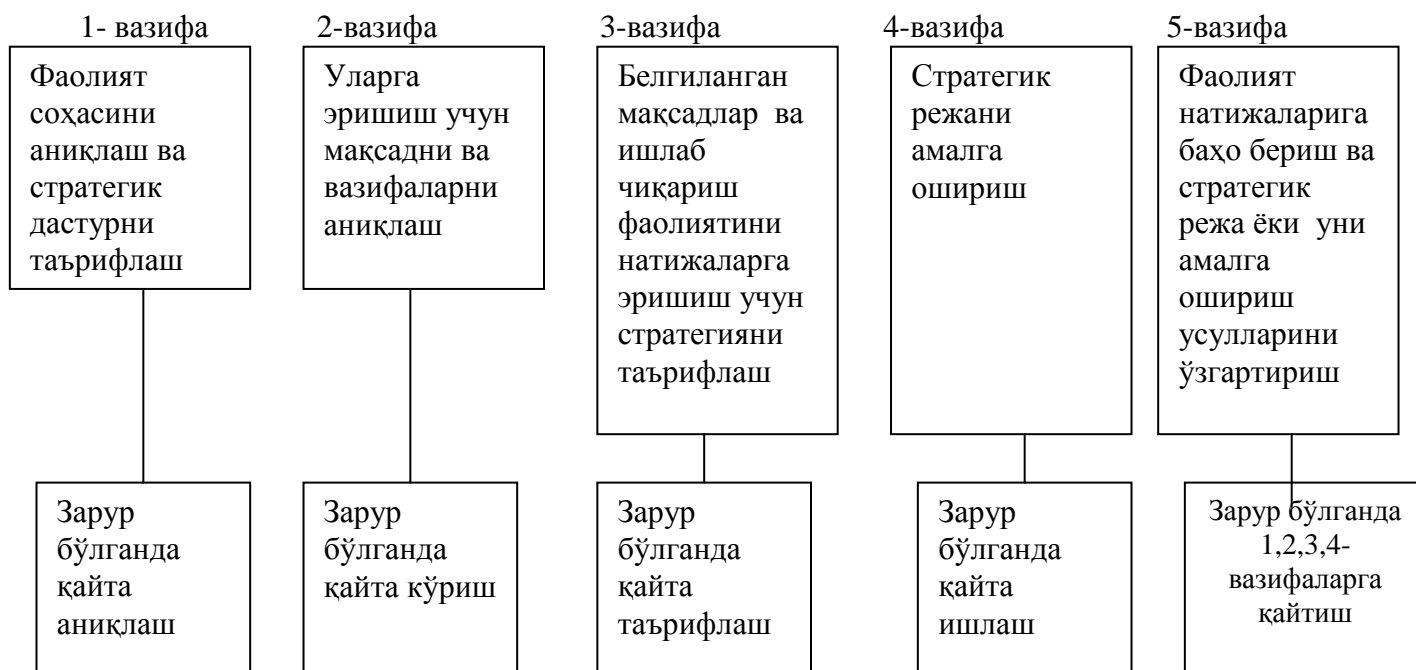 1- вазифа
Фаолият
соҳасини
аниқлаш ва
стратегик
дастурни
таърифлаш
2-вазифа
Уларга
эришиш учун
мақсадни ва
вазифаларни
аниқлаш
3-вазифа
Белгиланган
мақсадлар ва
ишлаб
чиқариш
фаолиятини
натижаларга
эришиш учун
стратегияни
таърифлаш
4-вазифа
Стратегик
режани
амалга
ошириш
5-вазифа
Фаолият
натижаларига
баҳо бериш ва
стратегик
режа ёки уни
амалга
ошириш
усулларини
ўзгартириш
Зарур
бўлганда
қайта
аниқлаш
Зарур
бўлганда
қайта кўриш
Зарур
бўлганда
қайта
таърифлаш
Зарур
бўлганда
қайта
ишлаш
Зарур бўлганда
1,2,3,4-
вазифаларга
қайтиш